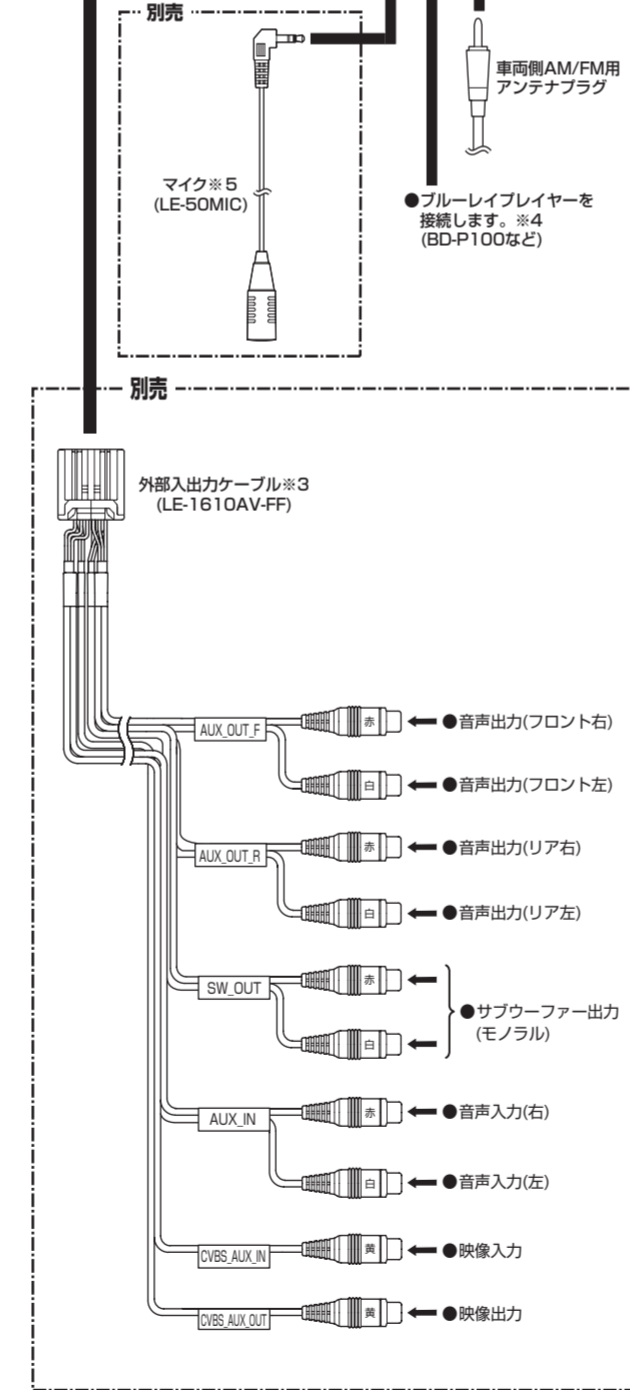 別売
車両側AM/FM用
アンテナプラグ
マイク※5
(LE-50MIC)
●ブルーレイプレイヤーを
接続します。※4
(BD-P100など)
別売
外部入出力ケーブル※3
(LE-1610AV-FF)
AUX_OUT_F
赤
●音声出力(フロント右)
白
●音声出力(フロント左)
AUX_OUT_R
赤
●音声出力(リア右)
白
●音声出力(リア左)
SW_OUT
赤
白
●サブウーファー出力
(モノラル)
AUX_IN
赤
●音声入力(右)
白
●音声入力(左)
CVBS_AUX_IN
黄
●映像入力
CVBS_AUX_OUT
黄
●映像出力